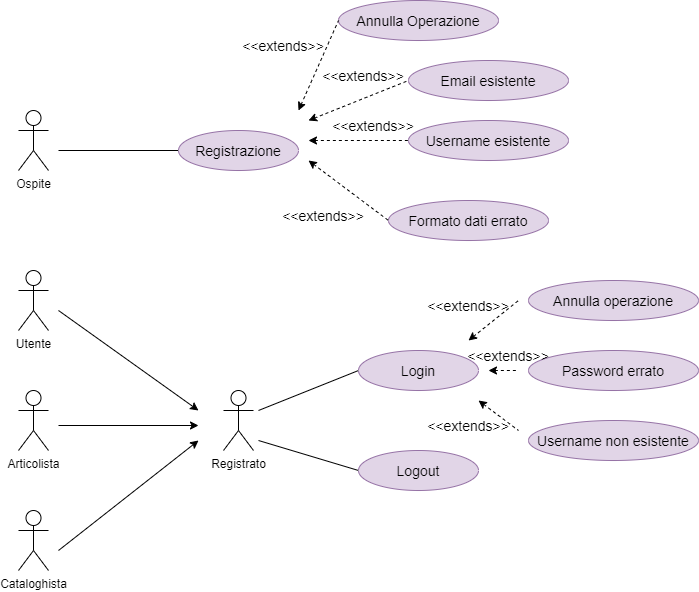 Annulla Operazione
<<extends>>
<<extends>>
Email esistente
<<extends>>
Username esistente
Registrazione
Ospite
<<extends>>
Formato dati errato
Utente
<<extends>>
Annulla operazione
<<extends>>
Login
Password errato
<<extends>>
Username non esistente
Articolista
Registrato
Logout
Cataloghista